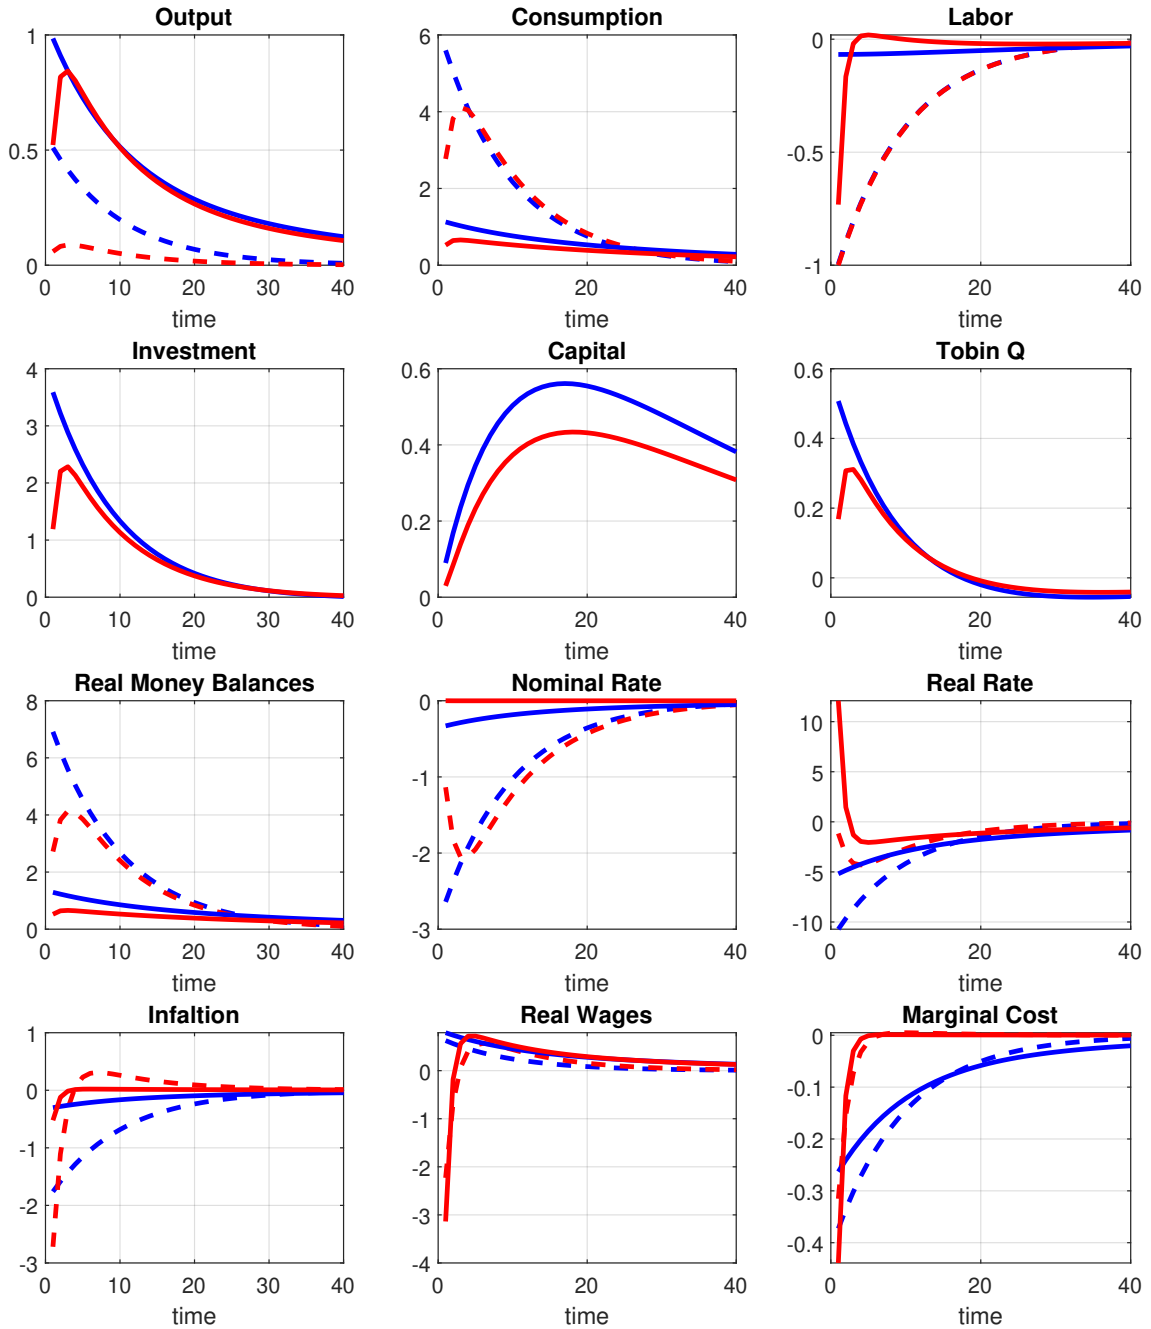 Output
1
0.5
0
0 10 20 30 40
time
Consumption
6
4
2
0
0 20 40
time
Labor
0
-0.5
-1
0 20 40
time
Investment
4
3
2
1
0
0 10 20 30 40
time
Capital
0.6
0.4
0.2
0
0 20 40
time
Tobin Q
0.6
0.4
0.2
0
0 20 40
time
Real Money Balances
8
6
4
2
0
0 10 20 30 40
time
Nominal Rate
0
-1
-2
-3
0 20 40
time
Real Rate
10
5
0
-5
-10
0 20 40
time
Infaltion
1
0
-1
-2
-3
0 10 20 30 40
time
Real Wages
0
-1
-2
-3
-4
0 20 40
time
Marginal Cost
0
-0.1
-0.2
-0.3
-0.4
0 20 40
time